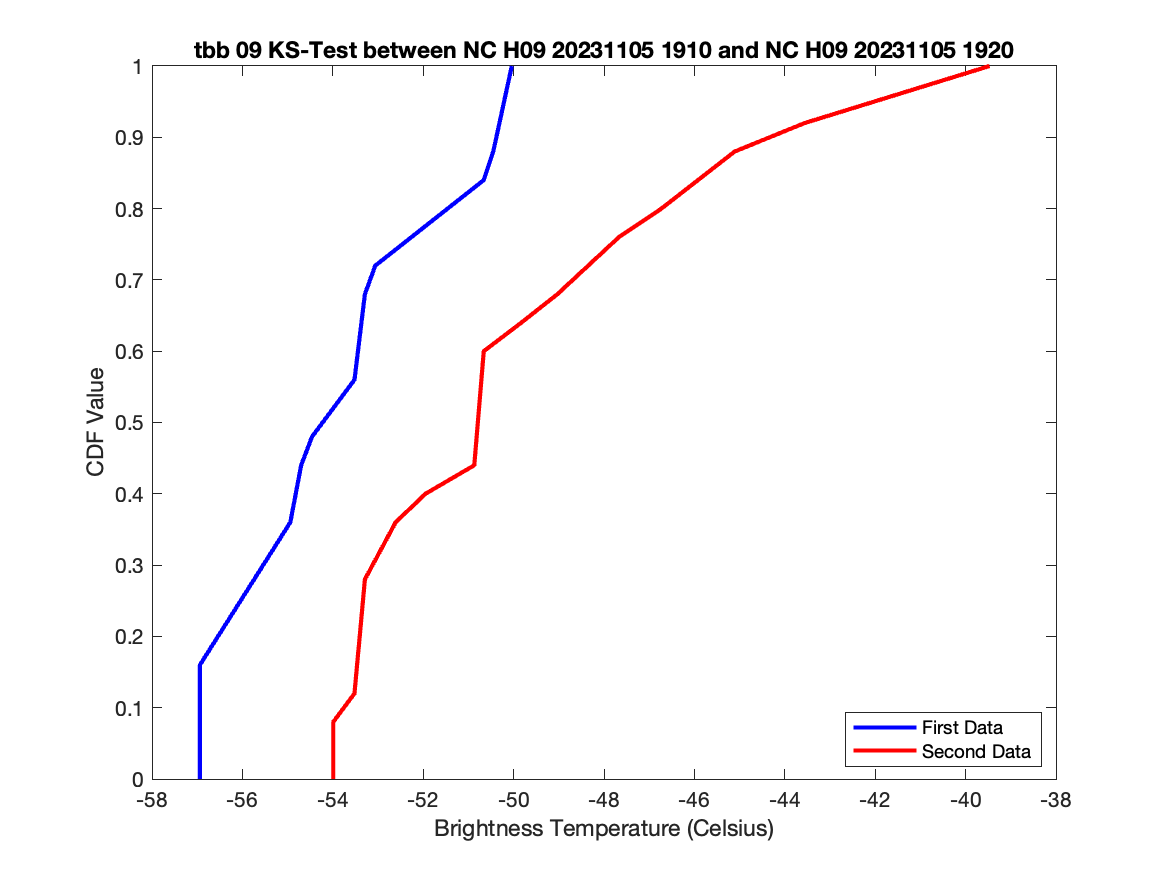 tbb 09 KS-Test between NC H09 20231105 1910 and NC H09 20231105 1920
1
0.9
0.8
0.7
0.6
0.5
0.4
0.3
0.2
0.1
0
CDF Value
First Data
Second Data
-58 -56 -54 -52 -50 -48 -46 -44 -42 -40 -38
Brightness Temperature (Celsius)